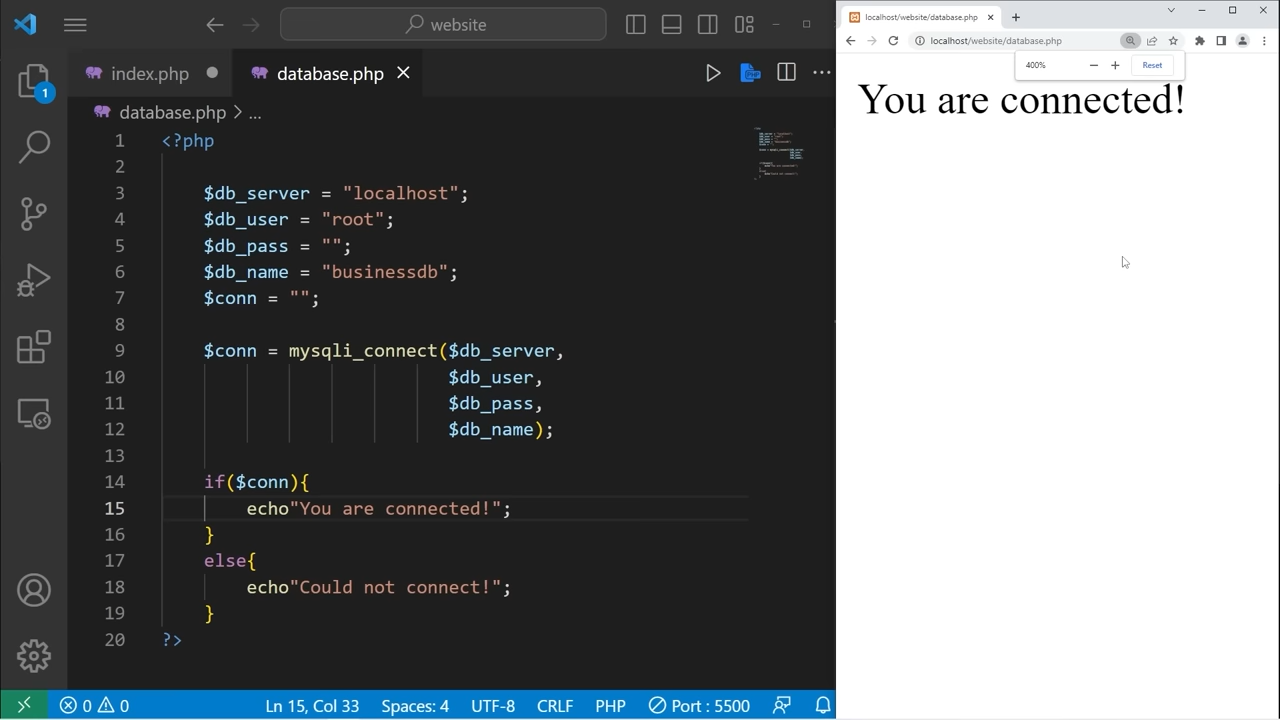 website
index.php
database.php
database.php > ...
1 <?php
2
3 $db_server = "localhost";
4 $db_user = "root";
5 $db_pass = "";
6 $db_name = "businessdb";
7 $conn = "";
8
9 $conn = mysqli_connect($db_server,
10 $db_user,
11 $db_pass,
12 $db_name);
13
14 if($conn){
15 echo"You are connected!";
16 }
17 else{
18 echo"Could not connect!";
19 }
20 ?>
1
0 0 Ln 15, Col 33 Spaces: 4 UTF-8 CRLF PHP Port : 5500
localhost/website/database.php
localhost/website/database.php
400% − + Reset
You are connected!